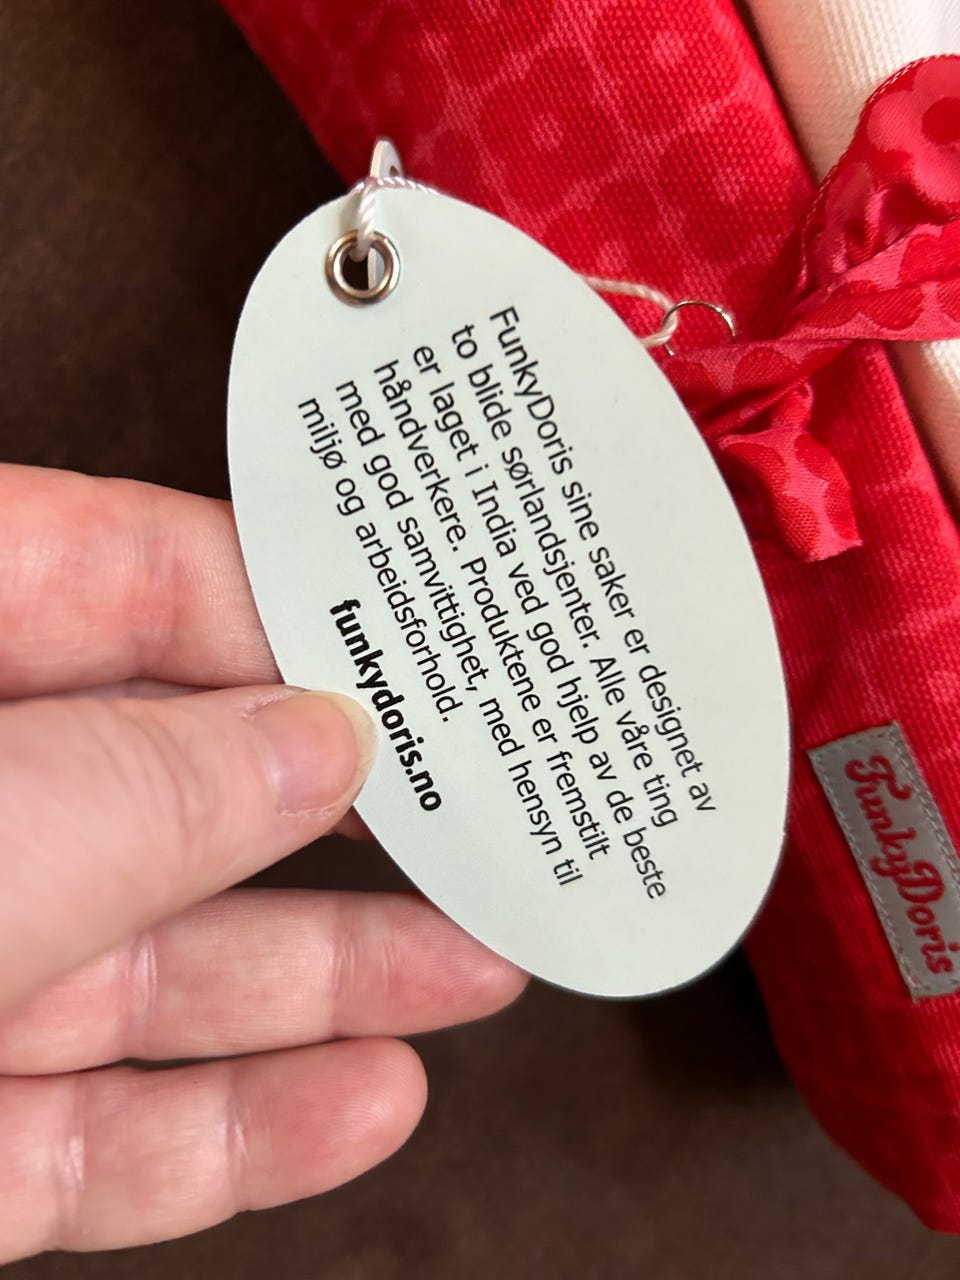 FunkyDoris sine saker er designet av
to blide sørlandsjenter. Alle våre ting
er laget i India ved god hjelp av de beste
håndverkere. Produktene er fremstilt
med god samvittighet, med hensyn til
miljø og arbeidsforhold.
funkydoris.no
FunkyDoris